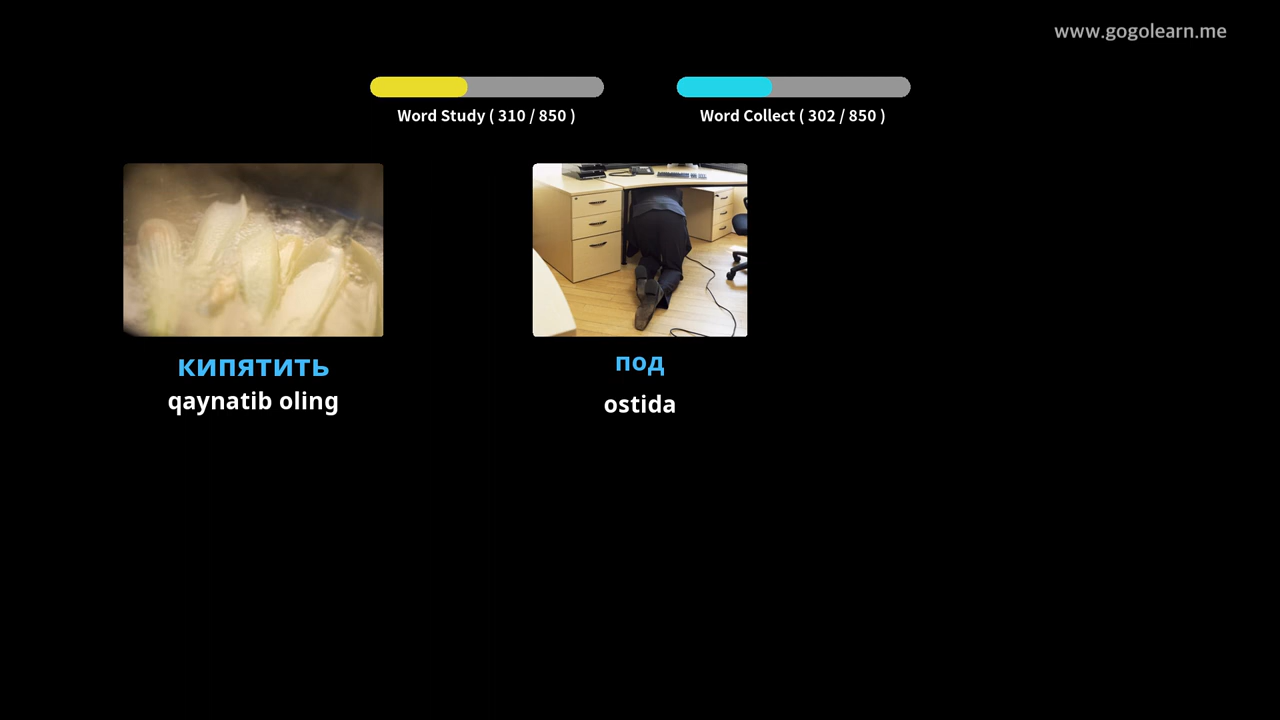 www.gogolearn.me
Word Study ( 310 / 850 )
Word Collect ( 302 / 850 )
кипятить
qaynatib oling
под
ostida